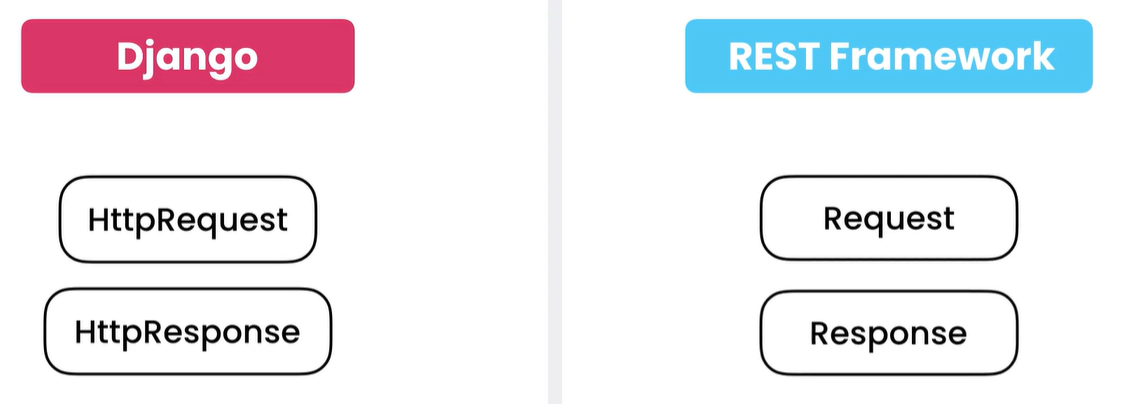 Django
HttpRequest
HttpResponse
REST Framework
Request
Response